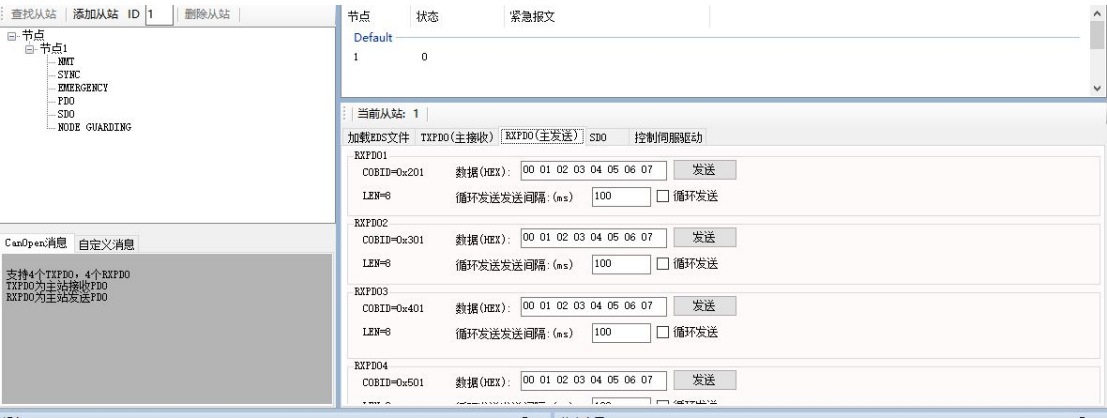 查找从站 添加从站 ID 1 删除从站
节点
节点1
NMT
SYNC
EMERGENCY
PDO
SDO
NODE GUARDING
CanOpen消息 自定义消息
支持4个TXPDO，4个RXPDO
TXPDO为主站接收PDO
RXPDO为主站发送PDO
节点 状态 紧急报文
Default
1 0
当前从站: 1
加载EDS文件 TXPDO(主接收) RXPDO(主发送) SDO 控制伺服驱动
RXPDO1
COBID=0x201 数据(HEX): 00 01 02 03 04 05 06 07 发送
LEN=8 循环发送发送间隔:(ms) 100 循环发送
RXPDO2
COBID=0x301 数据(HEX): 00 01 02 03 04 05 06 07 发送
LEN=8 循环发送发送间隔:(ms) 100 循环发送
RXPDO3
COBID=0x401 数据(HEX): 00 01 02 03 04 05 06 07 发送
LEN=8 循环发送发送间隔:(ms) 100 循环发送
RXPDO4
COBID=0x501 数据(HEX): 00 01 02 03 04 05 06 07 发送